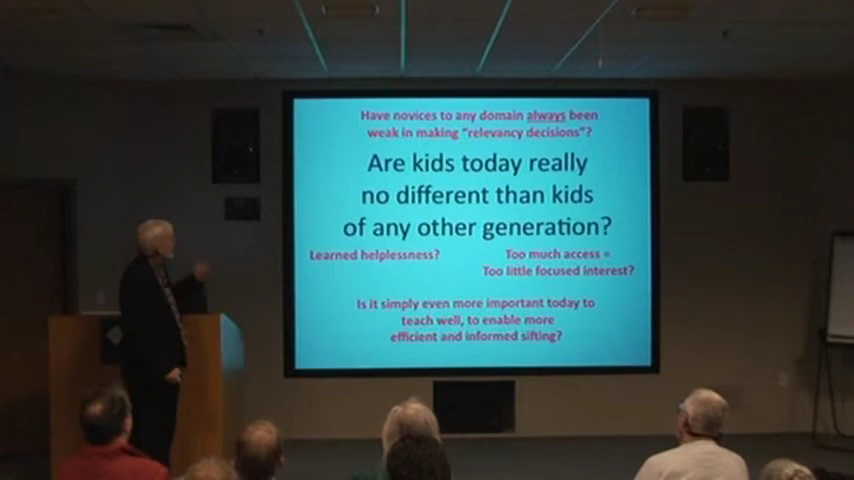 Have novices to any domain always been
weak in making "relevancy decisions"?
Are kids today really
no different than kids
of any other generation?
Learned helplessness?
Too much access =
Too little focused interest?
Is it simply even more important today to
teach well, to enable more
efficient and informed sifting?